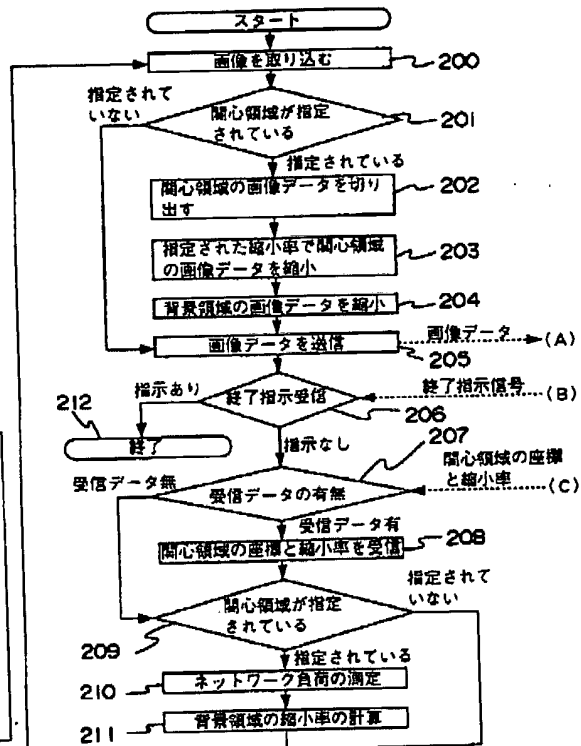 スタート
画像を取り込む
200
指定されて
いない
関心領域が指定
されている
201
指定されている
関心領域の画像データを切り
出す
202
指定された縮小率で関心領域
の画像データを縮小
203
背景領域の画像データを縮小
204
画像データを送信
205
画像データ
(A)
指示あり
終了指示受信
206
終了指示信号
(B)
212
終了
指示なし
207
関心領域の座標
と縮小率
(C)
受信データ無
受信データの有無
受信データ有
関心領域の座標と縮小率を受信
208
指定されて
いない
関心領域が指定
されている
209
指定されている
ネットワーク負荷の測定
210
背景領域の縮小率の計算
211